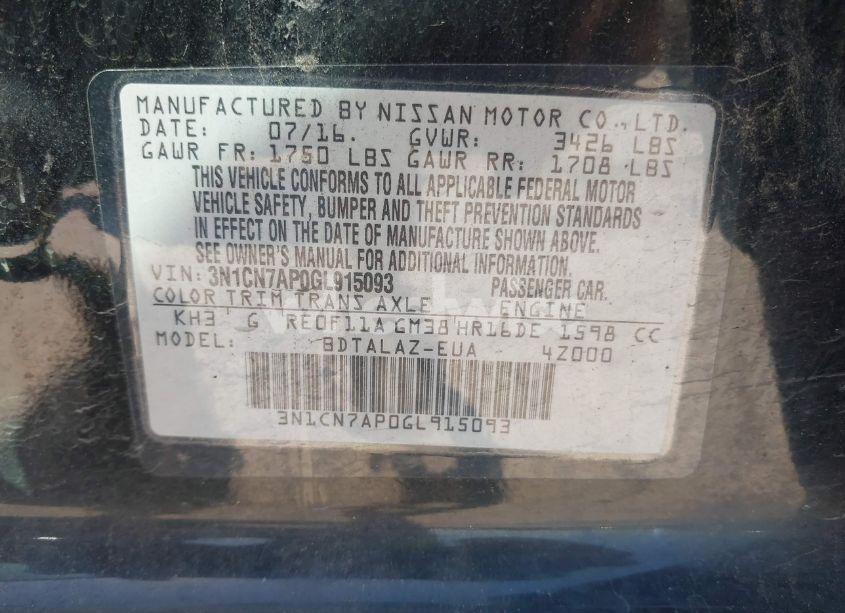 MANUFACTURED BY NISSAN MOTOR CO., LTD.
DATE: 07/16. GVWR: 3426 LBS
GAWR FR: 1750 LBS GAWR RR: 1708 LBS
THIS VEHICLE CONFORMS TO ALL APPLICABLE FEDERAL MOTOR
VEHICLE SAFETY, BUMPER AND THEFT PREVENTION STANDARDS
IN EFFECT ON THE DATE OF MANUFACTURE SHOWN ABOVE.
SEE OWNER'S MANUAL FOR ADDITIONAL INFORMATION.
VIN: 3N1CN7AP0GL915093 PASSENGER CAR.
COLOR TRIM TRANS AXLE ENGINE
KH3 G RE0F11A GM38 HR16DE 1598 CC
MODEL: BDTALAZ-EUA 4Z000
3N1CN7AP0GL915093